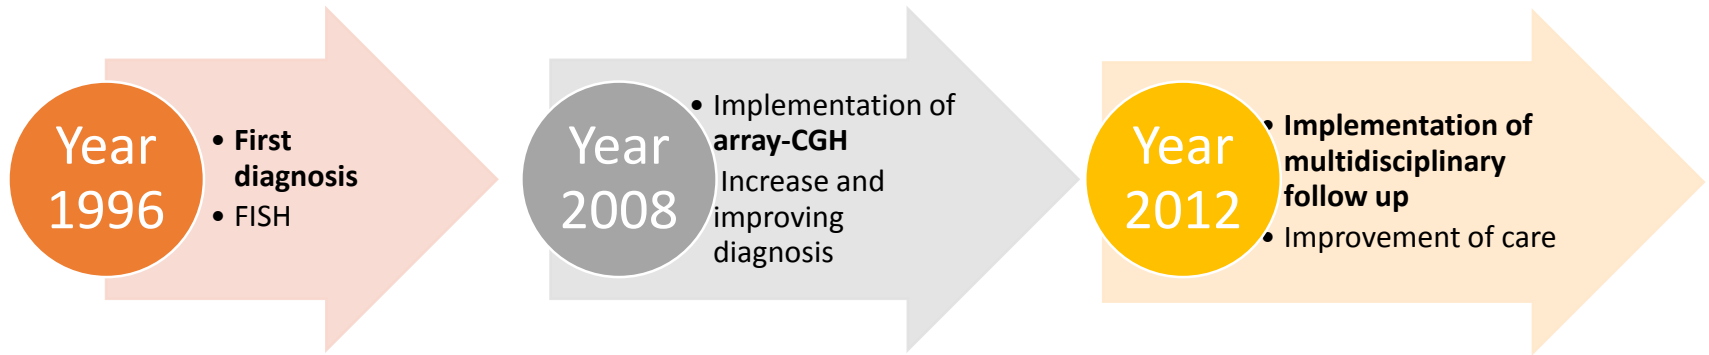 Year
1996
• First
diagnosis
• FISH
Year
2008
• Implementation of
array-CGH
Increase and
improving
diagnosis
Year
2012
• Implementation of
multidisciplinary
follow up
• Improvement of care